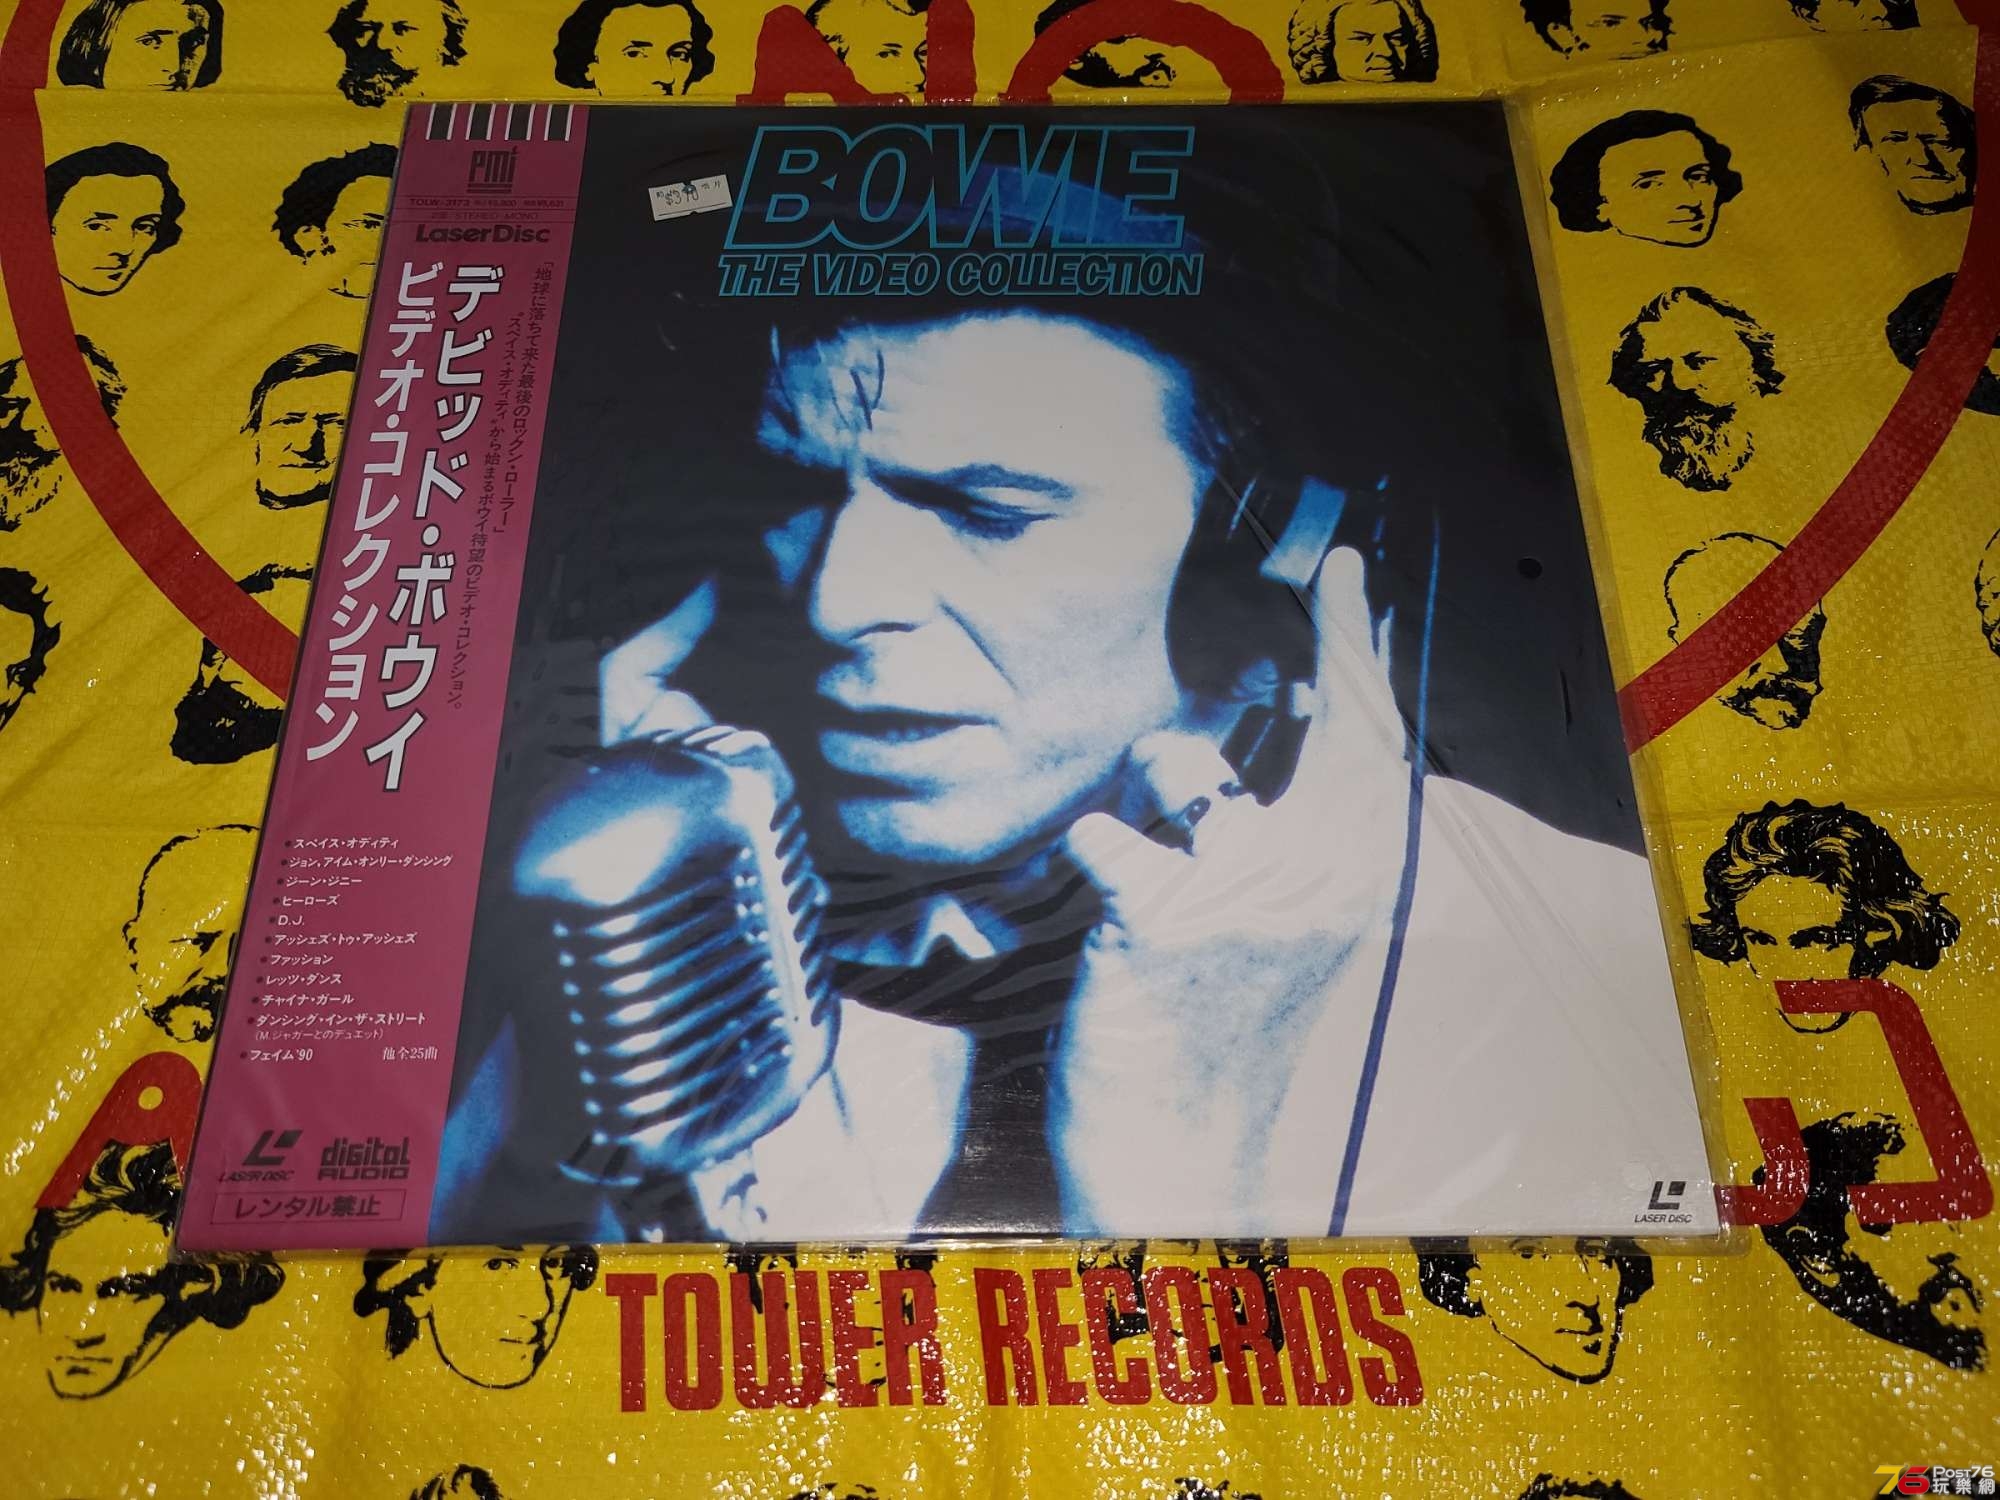 NO
PMi
TOLW-3173
2面 STEREO MONO
LaserDisc
「地球に落ちて来た最後のロックン・ローラー」
"スペイス・オディティ"から始まるボウイ待望のビデオ・コレクション。
デビッド・ボウイ
ビデオ・コレクション
•スペイス・オディティ
•ジョン、アイム・オンリー・ダンシング
•ジーン・ジニー
•ヒーローズ
•D.J.
•アッシェズ・トゥ・アッシェズ
•ファッション
•レッツ・ダンス
•チャイナ・ガール
•ダンシング・イン・ザ・ストリート
(M.ジャガーとのデュエット)
•フェイム'90 他全25曲
LASER DISC
digital AUDIO
レンタル禁止
$370
BOWIE
THE VIDEO COLLECTION
LASER DISC
TOWER RECORDS
76 Post76
玩樂網